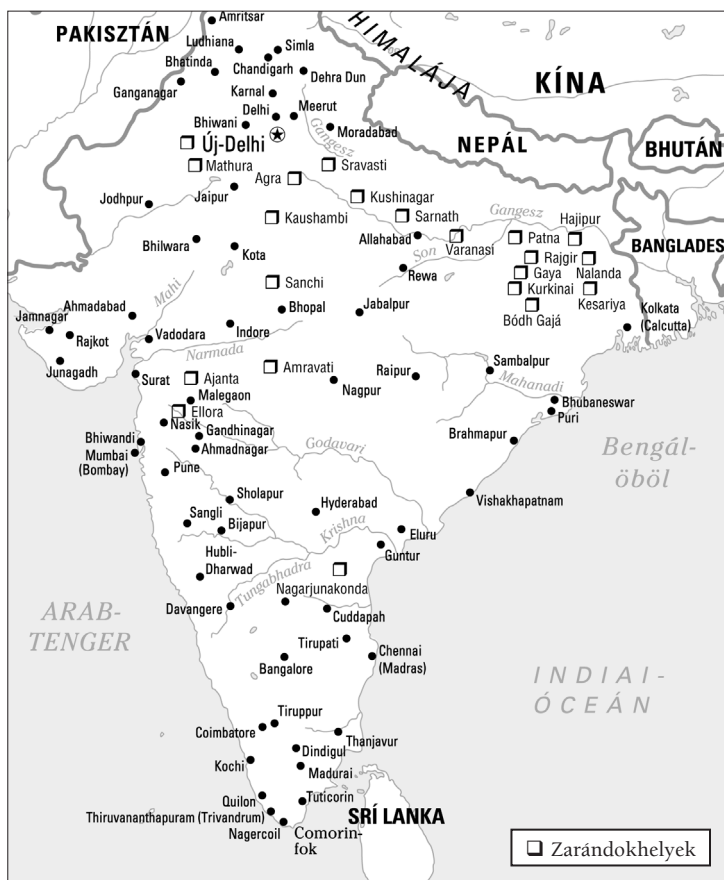 Amritsar
PAKISZTÁN
Ludhiana
Simla
HIMALÁJA
Bhatinda
Chandigarh
Dehra Dun
KÍNA
Ganganagar
Karnal
Delhi
Meerut
Bhiwani
Gangesz
Moradabad
Új-Delhi
NEPÁL
BHUTÁN
Mathura
Sravasti
Agra
Jaipur
Kushinagar
Jodhpur
Kaushambi
Sarnath
Gangesz
Hajipur
Allahabad
Varanasi
Patna
BANGLADES
Bhilwara
Kota
Son
Rajgir
Rewa
Gaya
Nalanda
Mahi
Sanchi
Kurkinai
Kesariya
Ahmadabad
Bhopal
Jabalpur
Bódh Gajá
Kolkata
(Calcutta)
Jamnagar
Rajkot
Vadodara
Indore
Narmada
Junagadh
Surat
Ajanta
Amravati
Raipur
Sambalpur
Nagpur
Mahanadi
Malegaon
Ellora
Bhubaneswar
Puri
Nasik
Gandhinagar
Bhiwandi
Ahmadnagar
Godavari
Brahmapur
Bengál-
öböl
Mumbai
(Bombay)
Pune
Sholapur
Hyderabad
Vishakhapatnam
Sangli
Bijapur
Krishna
Eluru
Guntur
Hubli-
Dharwad
Tungabhadra
Nagarjunakonda
ARAB-
TENGER
Davangere
Cuddapah
Tirupati
Bangalore
Chennai
(Madras)
INDIAI-
ÓCEÁN
Tiruppur
Coimbatore
Thanjavur
Dindigul
Kochi
Madurai
Quilon
Tuticorin
Thiruvananthapuram (Trivandrum)
SRÍ LANKA
Nagercoil
Comorin-
fok
Zarándokhelyek